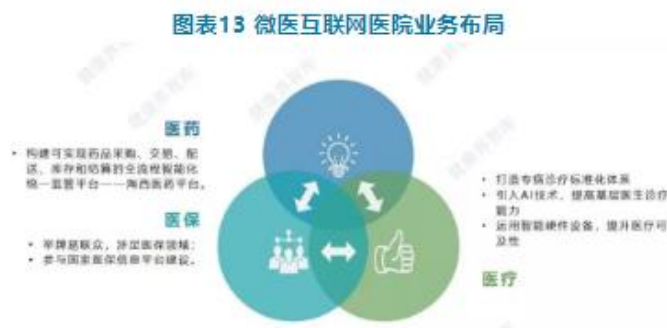 图表13 微医互联网医院业务布局
医药
• 构建可实现药品采购、交易、配
送、库存和结算的全流程智能化
统一监管平台——海西医药平台。
医保
• 举牌易联众，涉足医保领域；
• 参与国家医保信息平台建设。
• 打造专病诊疗标准化体系
• 引入AI技术，提高基层医生诊疗
能力
• 运用智能硬件设备，提升医疗可
及性
医疗